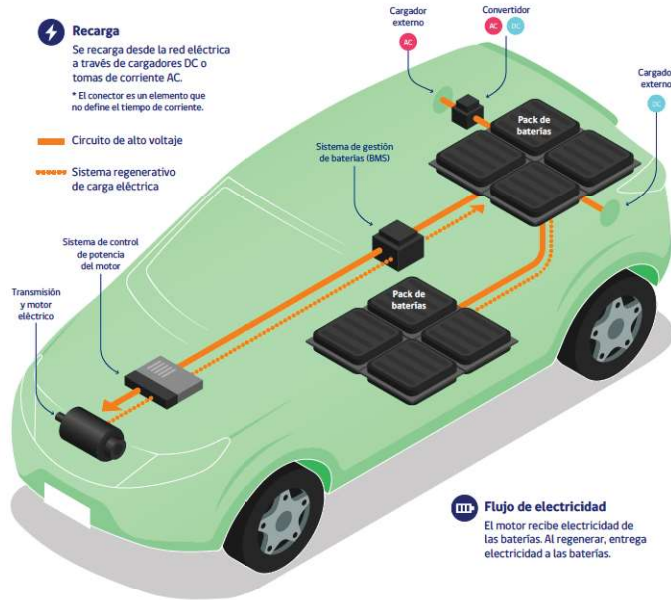 Recarga
Se recarga desde la red eléctrica
a través de cargadores DC o
tomas de corriente AC.
* El conector es un elemento que
no define el tiempo de corriente.
Circuito de alto voltaje
Sistema regenerativo
de carga eléctrica
Cargador
externo
AC
Convertidor
AC DC
Cargado
externo
DC
Pack de
baterías
Sistema de gestión
de baterías (BMS)
Sistema de control
de potencia
del motor
Transmisión
y motor
eléctrico
Pack de
baterías
Flujo de electricidad
El motor recibe electricidad de
las baterías. Al regenerar, entrega
electricidad a las baterías.